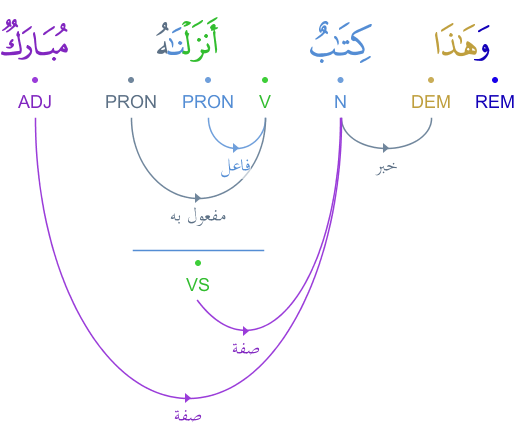 وَهَٰذَا كِتَٰبٌ أَنزَلْنَٰهُ مُبَارَكٌ
REM DEM N V PRON PRON ADJ
فاعل
خبر
مفعول به
VS
صفة
صفة